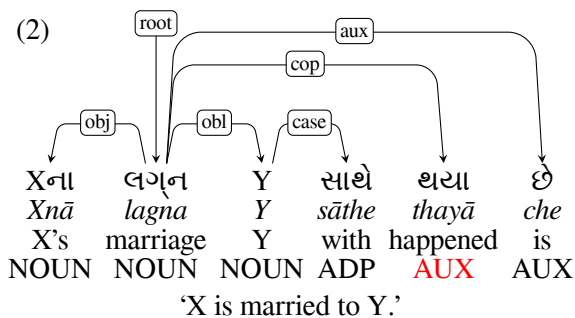 (2)
root
aux
cop
obj obl case
Xના લગ્ન Y સાથે થયા છે
Xnā lagna Y sāthe thayā che
X's marriage Y with happened is
NOUN NOUN NOUN ADP AUX AUX
‘X is married to Y.’